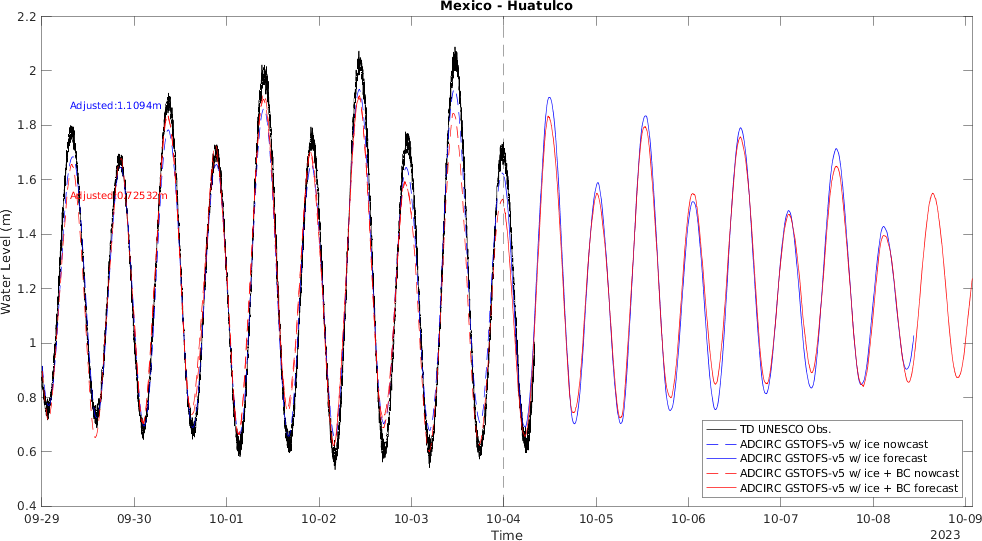 Mexico - Huatulco
2.2
2
1.8
1.6
1.4
1.2
1
0.8
0.6
0.4
Water Level (m)
Adjusted:1.1094m
Adjusted:0.72532m
TD UNESCO Obs.
ADCIRC GSTOFS-v5 w/ ice nowcast
ADCIRC GSTOFS-v5 w/ ice forecast
ADCIRC GSTOFS-v5 w/ ice + BC nowcast
ADCIRC GSTOFS-v5 w/ ice + BC forecast
09-29 09-30 10-01 10-02 10-03 10-04 10-05 10-06 10-07 10-08 10-09
Time
2023